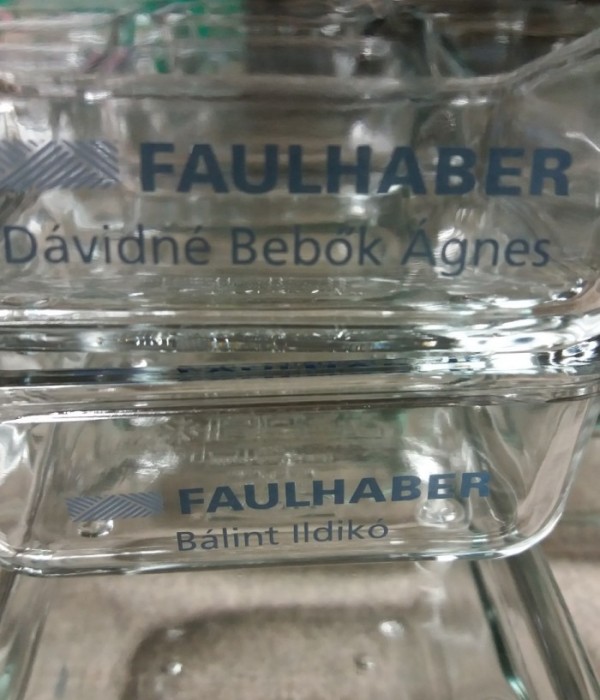 FAULHABER
Dávidné Bebők Ágnes
FAULHABER
Bálint Ildikó